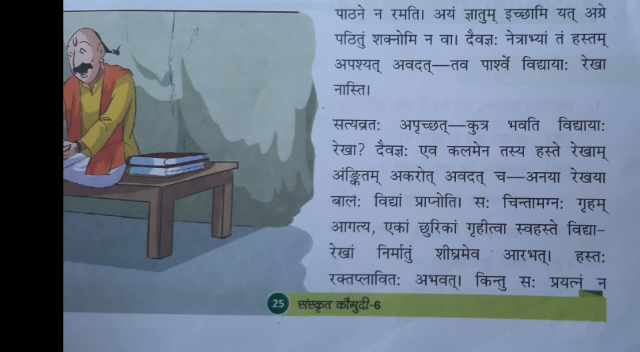 पाठने न रमति। अयं ज्ञातुम् इच्छामि यत् अग्रे
पठितुं शक्नोमि न वा। दैवज्ञः नेत्राभ्यां तं हस्तम्
अपश्यत् अवदत्—तव पार्श्वे विद्यायाः रेखा
नास्ति।
सत्यव्रतः अपृच्छत्—कुत्र भवति विद्यायाः
रेखा? दैवज्ञः एव कलमेन तस्य हस्ते रेखाम्
अंङ्कितम् अकरोत् अवदत् च—अनया रेखया
बालः विद्यां प्राप्नोति। सः चिन्तामग्नः गृहम्
आगत्य, एकां छुरिकां गृहीत्वा स्वहस्ते विद्या-
रेखां निर्मातुं शीघ्रमेव आरभत्। हस्तः
रक्तप्लावितः अभवत्। किन्तु सः प्रयत्नं न
25 संस्कृत कौमुदी-6